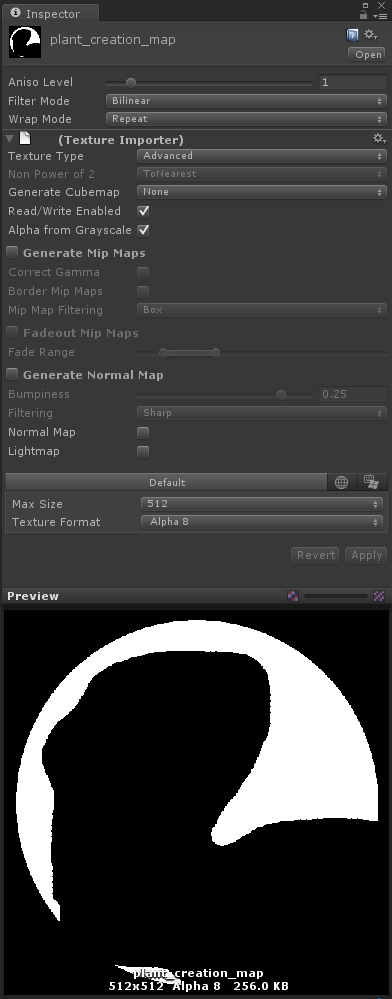 Inspector
plant_creation_map
Open
Aniso Level 1
Filter Mode Bilinear
Wrap Mode Repeat
(Texture Importer)
Texture Type Advanced
Non Power of 2 ToNearest
Generate Cubemap None
Read/Write Enabled
Alpha from Grayscale
Generate Mip Maps
Correct Gamma
Border Mip Maps
Mip Map Filtering Box
Fadeout Mip Maps
Fade Range
Generate Normal Map
Bumpiness 0.25
Filtering Sharp
Normal Map
Lightmap
Default
Max Size 512
Texture Format Alpha 8
Revert Apply
Preview
plant_creation_map
512x512 Alpha 8 256.0 KB